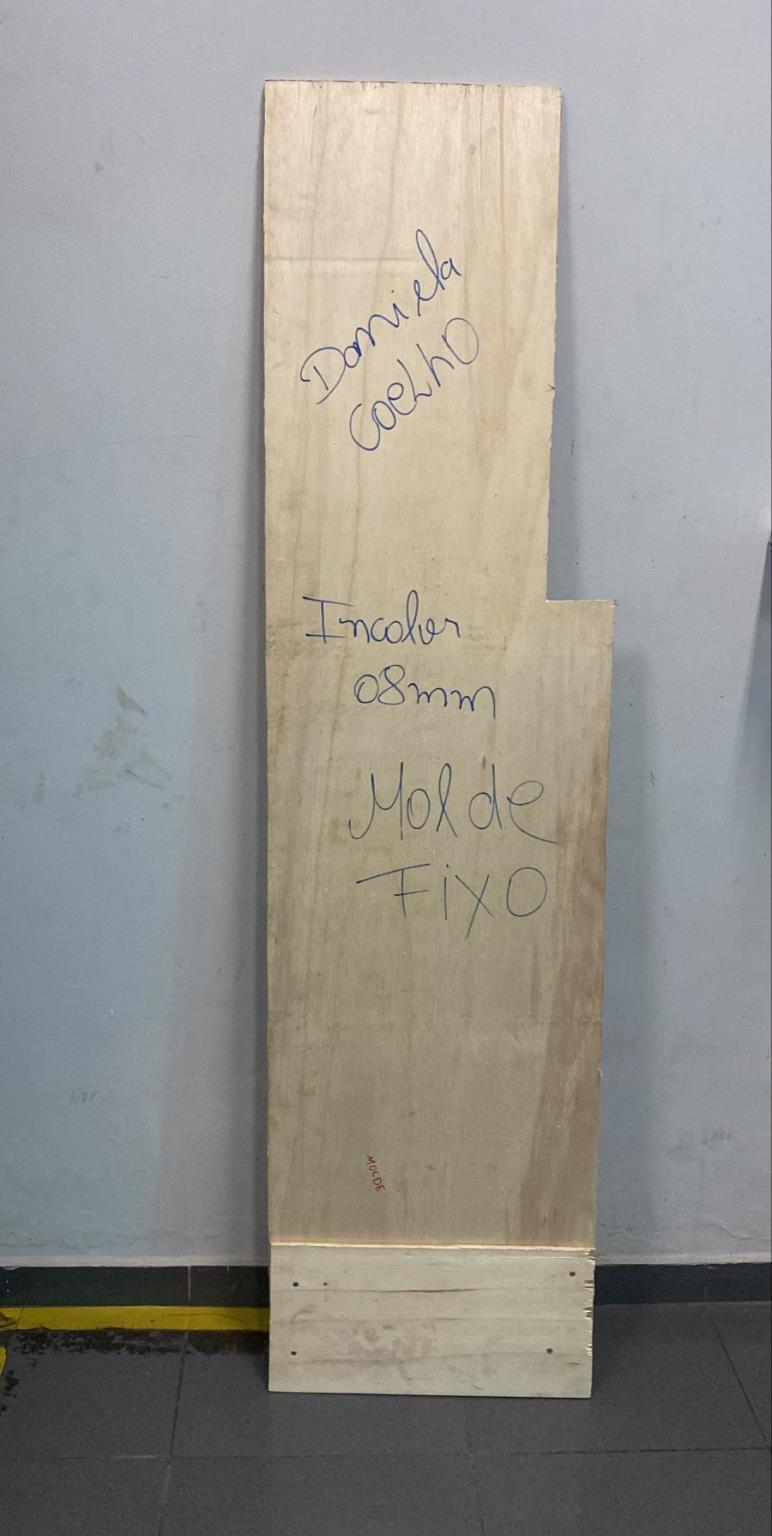 Daniela
Coelho
Incolor
08mm
Molde
Fixo
MOLDE